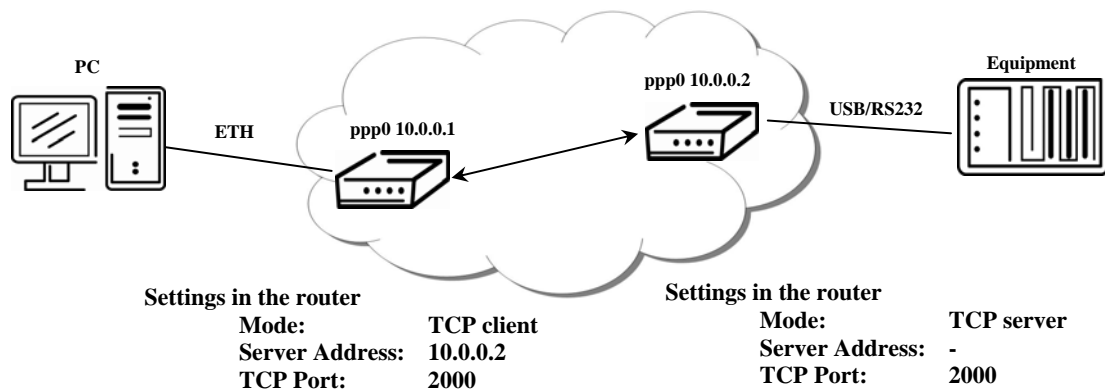 PC
ETH
ppp0 10.0.0.1
ppp0 10.0.0.2
USB/RS232
Equipment
Settings in the router
Mode: TCP client
Server Address: 10.0.0.2
TCP Port: 2000
Settings in the router
Mode: TCP server
Server Address: -
TCP Port: 2000